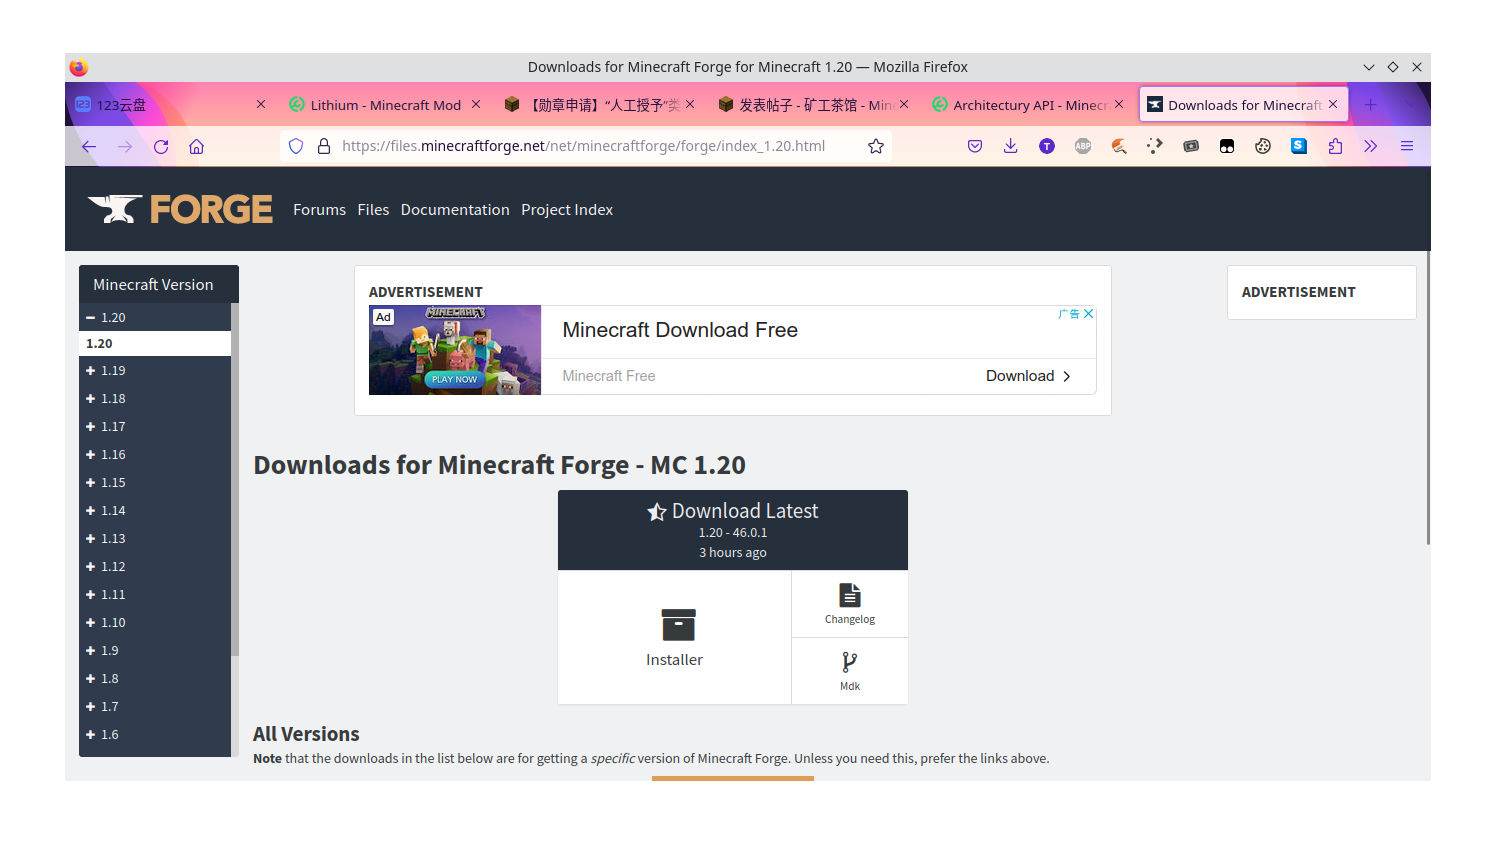 Downloads for Minecraft Forge for Minecraft 1.20 — Mozilla Firefox
123云盘
Lithium - Minecraft Mod
【勋章申请】“人工授予”类
发表帖子 - 矿工茶馆 - Min
Architectury API - Minecr
Downloads for Minecraft
https://files.minecraftforge.net/net/minecraftforge/forge/index_1.20.html
T
ABP
S
FORGE
Forums Files Documentation Project Index
Minecraft Version
1.20
1.20
1.19
1.18
1.17
1.16
1.15
1.14
1.13
1.12
1.11
1.10
1.9
1.8
1.7
1.6
ADVERTISEMENT
Ad
MINECRAFT
PLAY NOW
Minecraft Download Free
广告
Minecraft Free
Download
ADVERTISEMENT
Downloads for Minecraft Forge - MC 1.20
Download Latest
1.20 - 46.0.1
3 hours ago
Installer
Changelog
Mdk
All Versions
Note that the downloads in the list below are for getting a specific version of Minecraft Forge. Unless you need this, prefer the links above.